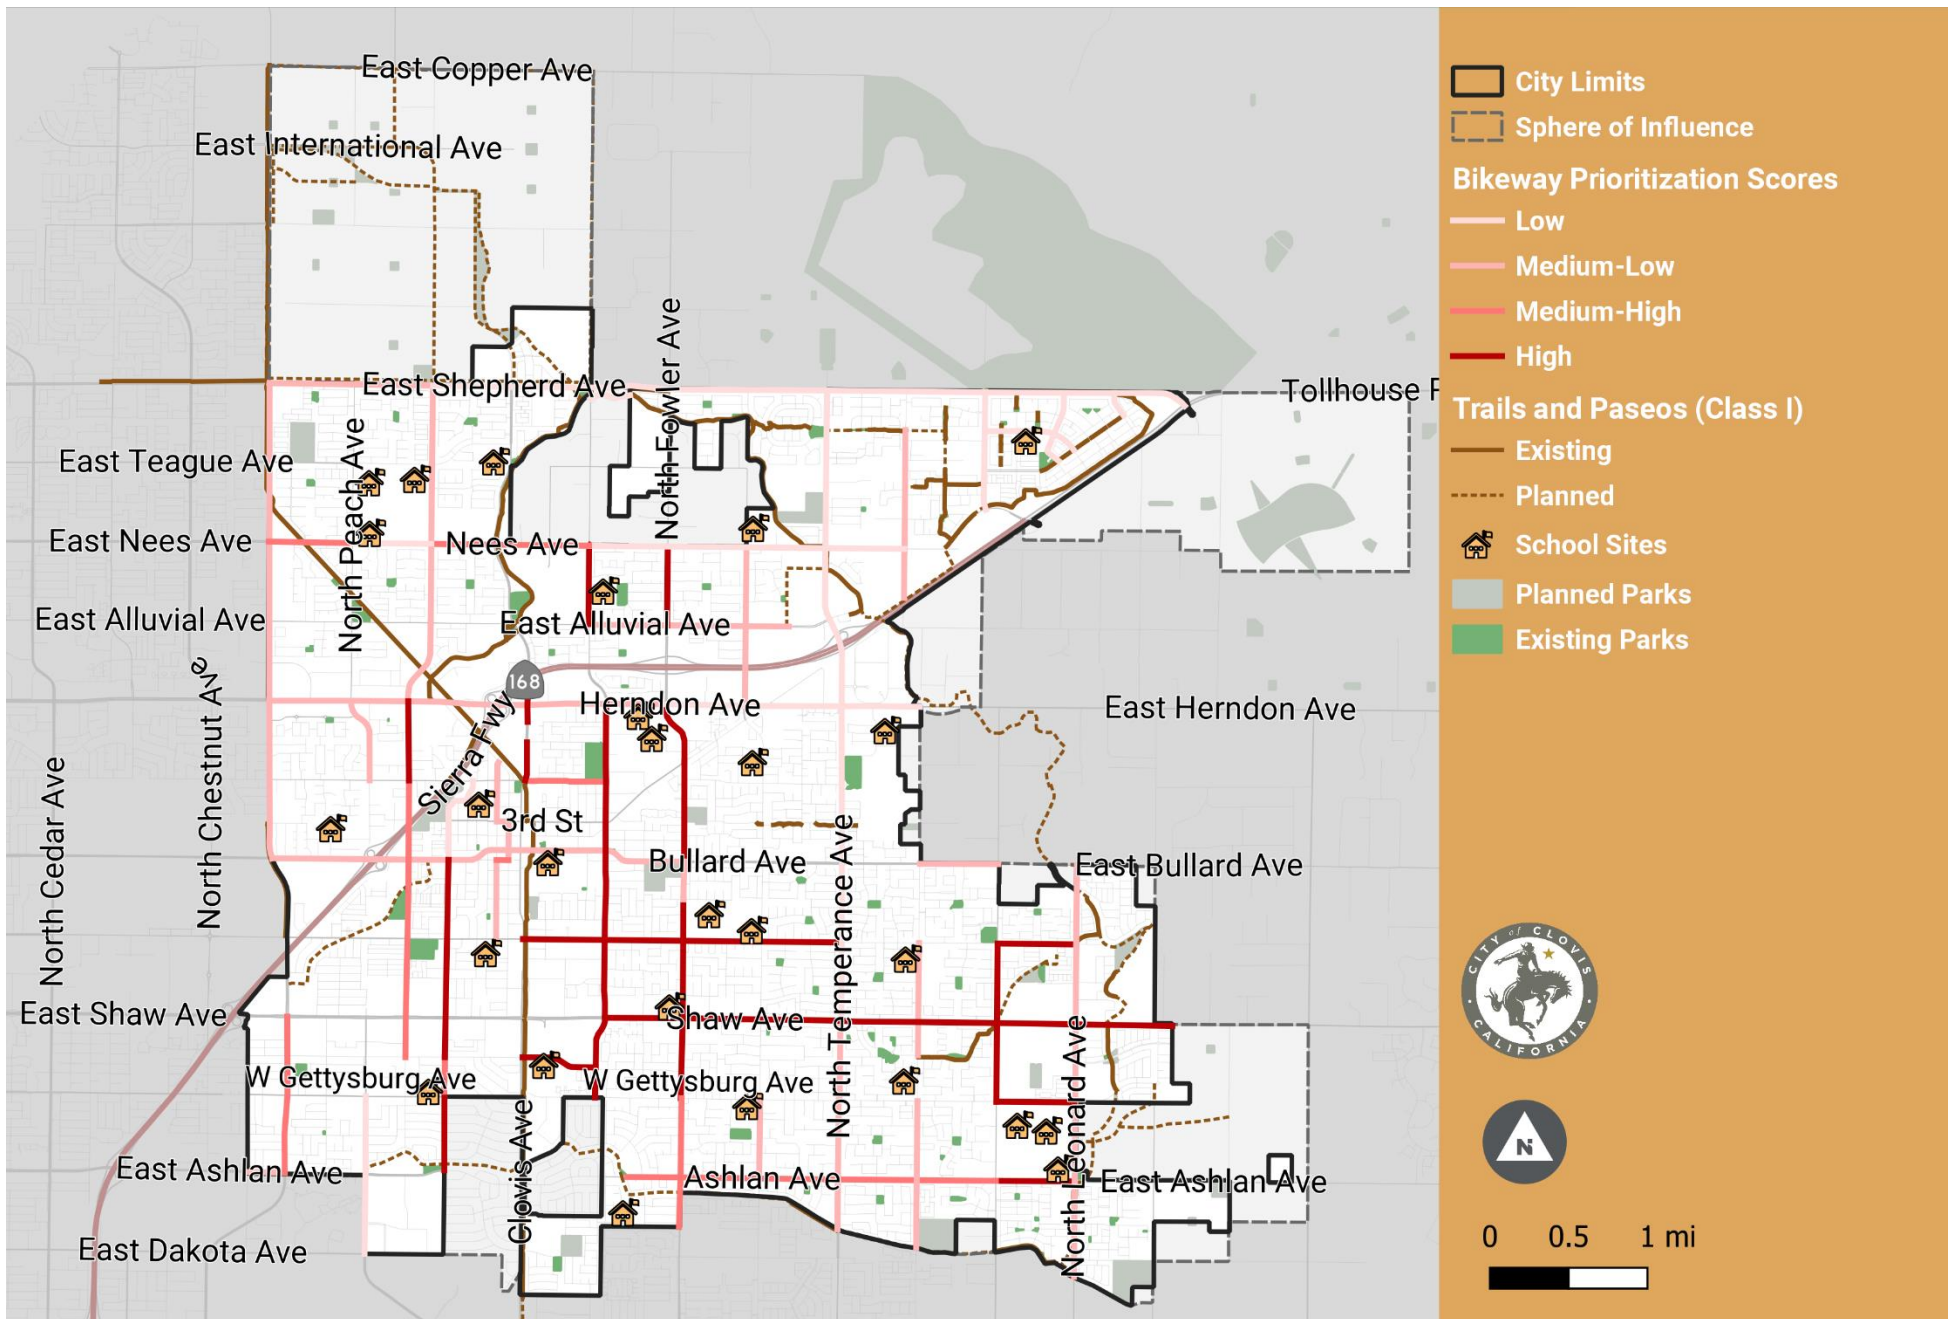 East Copper Ave
East International Ave
North Fowler Ave
East Shepherd Ave
Tollhouse R
East Teague Ave
North Peach Ave
East Nees Ave
Nees Ave
East Alluvial Ave
East Alluvial Ave
168
Herndon Ave
East Herndon Ave
North Chestnut Ave
Sierra Fwy
North Cedar Ave
3rd St
Bullard Ave
East Bullard Ave
North Temperance Ave
East Shaw Ave
Shaw Ave
W Gettysburg Ave
W Gettysburg Ave
North Leonard Ave
Clovis Ave
East Ashlan Ave
Ashlan Ave
East Ashlan Ave
East Dakota Ave
City Limits
Sphere of Influence
Bikeway Prioritization Scores
Low
Medium-Low
Medium-High
High
Trails and Paseos (Class I)
Existing
Planned
School Sites
Planned Parks
Existing Parks
CITY of CLOVIS
CALIFORNIA
N
0 0.5 1 mi